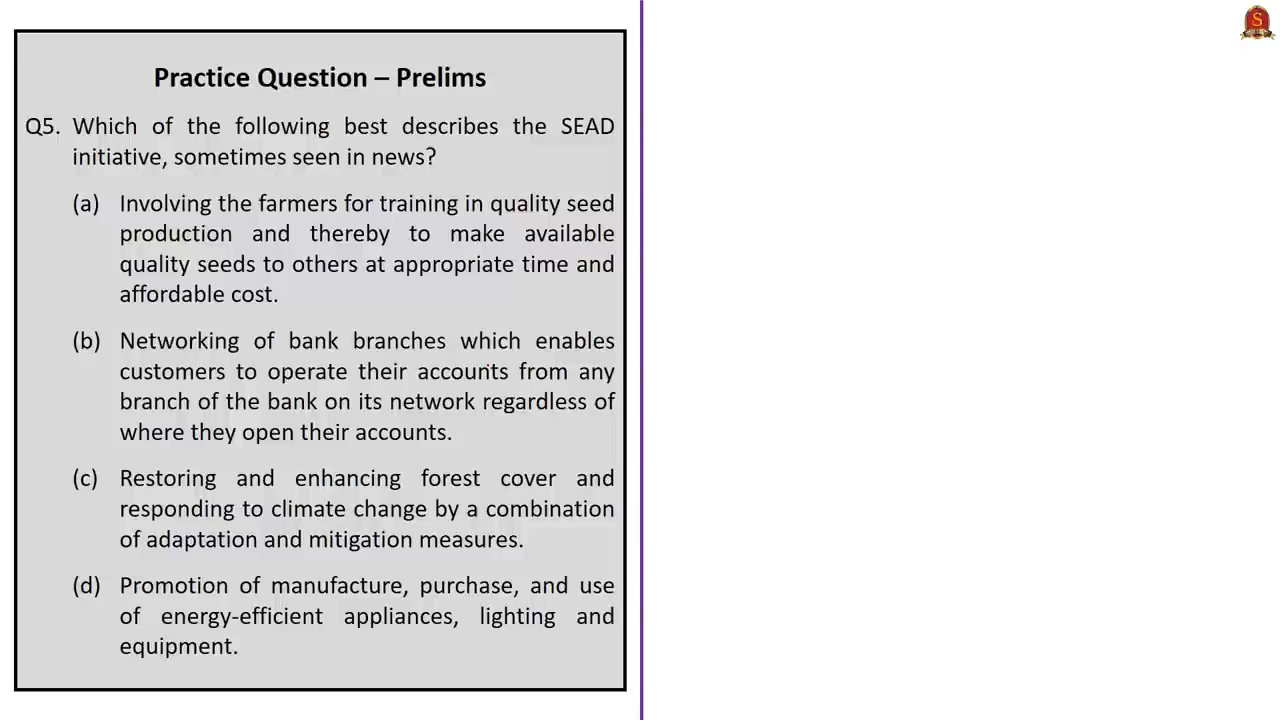 Practice Question – Prelims
Q5. Which of the following best describes the SEAD
initiative, sometimes seen in news?
(a) Involving the farmers for training in quality seed
production and thereby to make available
quality seeds to others at appropriate time and
affordable cost.
(b) Networking of bank branches which enables
customers to operate their accounts from any
branch of the bank on its network regardless of
where they open their accounts.
(c) Restoring and enhancing forest cover and
responding to climate change by a combination
of adaptation and mitigation measures.
(d) Promotion of manufacture, purchase, and use
of energy-efficient appliances, lighting and
equipment.
S